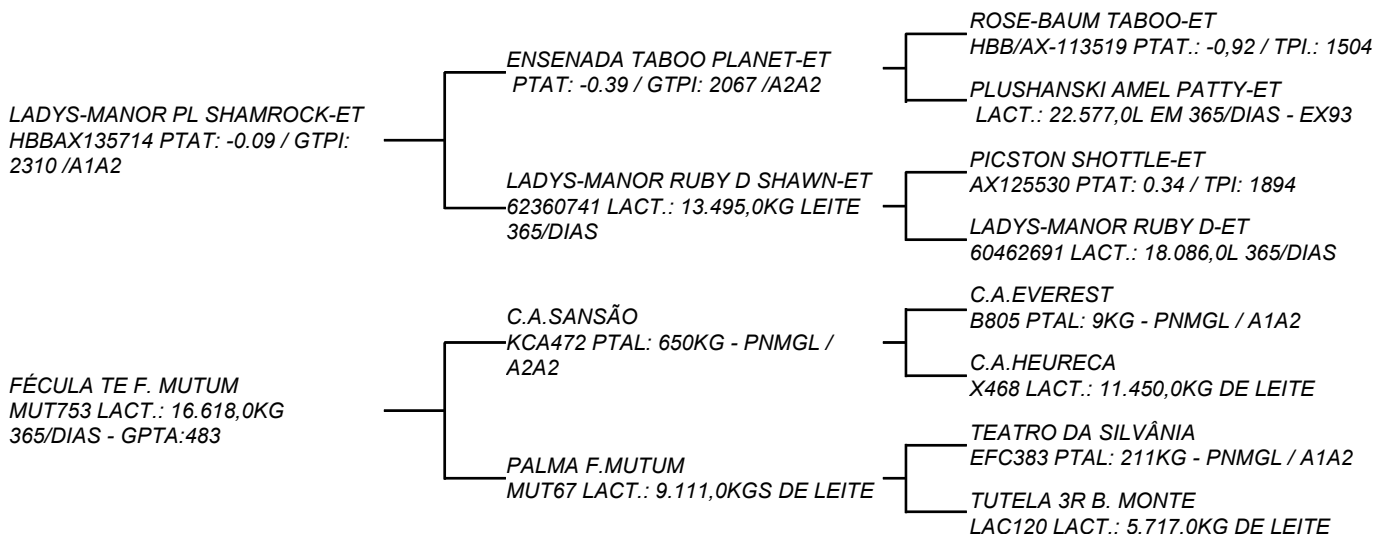 LADYS-MANOR PL SHAMROCK-ET
HBBAX135714 PTAT: -0.09 / GTPI:
2310 /A1A2
FÉCULA TE F. MUTUM
MUT753 LACT.: 16.618,0KG
365/DIAS - GPTA:483
ENSENADA TABOO PLANET-ET
PTAT: -0.39 / GTPI: 2067 /A2A2
LADYS-MANOR RUBY D SHAWN-ET
62360741 LACT.: 13.495,0KG LEITE
365/DIAS
C.A.SANSÃO
KCA472 PTAL: 650KG - PNMGL /
A2A2
PALMA F.MUTUM
MUT67 LACT.: 9.111,0KGS DE LEITE
ROSE-BAUM TABOO-ET
HBB/AX-113519 PTAT.: -0,92 / TPI.: 1504
PLUSHANSKI AMEL PATTY-ET
LACT.: 22.577,0L EM 365/DIAS - EX93
PICSTON SHOTTLE-ET
AX125530 PTAT: 0.34 / TPI: 1894
LADYS-MANOR RUBY D-ET
60462691 LACT.: 18.086,0L 365/DIAS
C.A.EVEREST
B805 PTAL: 9KG - PNMGL / A1A2
C.A.HEURECA
X468 LACT.: 11.450,0KG DE LEITE
TEATRO DA SILVÂNIA
EFC383 PTAL: 211KG - PNMGL / A1A2
TUTELA 3R B. MONTE
LAC120 LACT.: 5.717.0KG DE LEITE